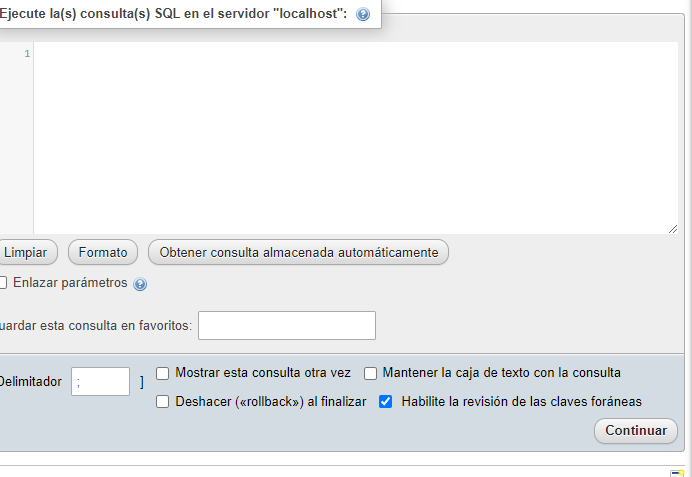 Ejecute la(s) consulta(s) SQL en el servidor "localhost":
1
Limpiar Formato Obtener consulta almacenada automáticamente
Enlazar parámetros
uardar esta consulta en favoritos:
Delimitador ; ] Mostrar esta consulta otra vez Mantener la caja de texto con la consulta
Deshacer («rollback») al finalizar Habilite la revisión de las claves foráneas
Continuar